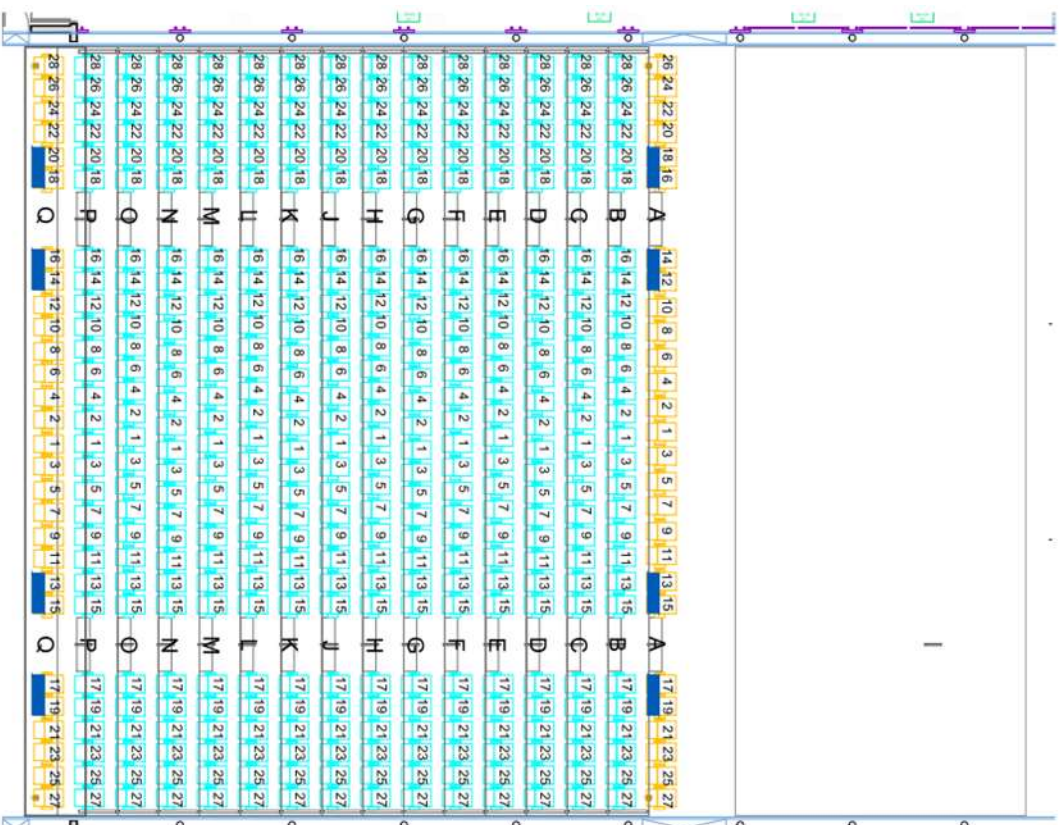 26 24 22 20 18 16 A 14 12 10 8 6 4 2 1 3 5 7 9 11 13 15 A 17 19 21 23 25 27
28 26 24 22 20 18 B 16 14 12 10 8 6 4 2 1 3 5 7 9 11 13 15 B 17 19 21 23 25 27
28 26 24 22 20 18 C 16 14 12 10 8 6 4 2 1 3 5 7 9 11 13 15 C 17 19 21 23 25 27
28 26 24 22 20 18 D 16 14 12 10 8 6 4 2 1 3 5 7 9 11 13 15 D 17 19 21 23 25 27
28 26 24 22 20 18 E 16 14 12 10 8 6 4 2 1 3 5 7 9 11 13 15 E 17 19 21 23 25 27
28 26 24 22 20 18 F 16 14 12 10 8 6 4 2 1 3 5 7 9 11 13 15 F 17 19 21 23 25 27
28 26 24 22 20 18 G 16 14 12 10 8 6 4 2 1 3 5 7 9 11 13 15 G 17 19 21 23 25 27
28 26 24 22 20 18 H 16 14 12 10 8 6 4 2 1 3 5 7 9 11 13 15 H 17 19 21 23 25 27
28 26 24 22 20 18 J 16 14 12 10 8 6 4 2 1 3 5 7 9 11 13 15 J 17 19 21 23 25 27
28 26 24 22 20 18 K 16 14 12 10 8 6 4 2 1 3 5 7 9 11 13 15 K 17 19 21 23 25 27
28 26 24 22 20 18 L 16 14 12 10 8 6 4 2 1 3 5 7 9 11 13 15 L 17 19 21 23 25 27
28 26 24 22 20 18 M 16 14 12 10 8 6 4 2 1 3 5 7 9 11 13 15 M 17 19 21 23 25 27
28 26 24 22 20 18 N 16 14 12 10 8 6 4 2 1 3 5 7 9 11 13 15 N 17 19 21 23 25 27
28 26 24 22 20 18 O 16 14 12 10 8 6 4 2 1 3 5 7 9 11 13 15 O 17 19 21 23 25 27
28 26 24 22 20 18 P 16 14 12 10 8 6 4 2 1 3 5 7 9 11 13 15 P 17 19 21 23 25 27
28 26 24 22 20 18 Q 16 14 12 10 8 6 4 2 1 3 5 7 9 11 13 15 Q 17 19 21 23 25 27